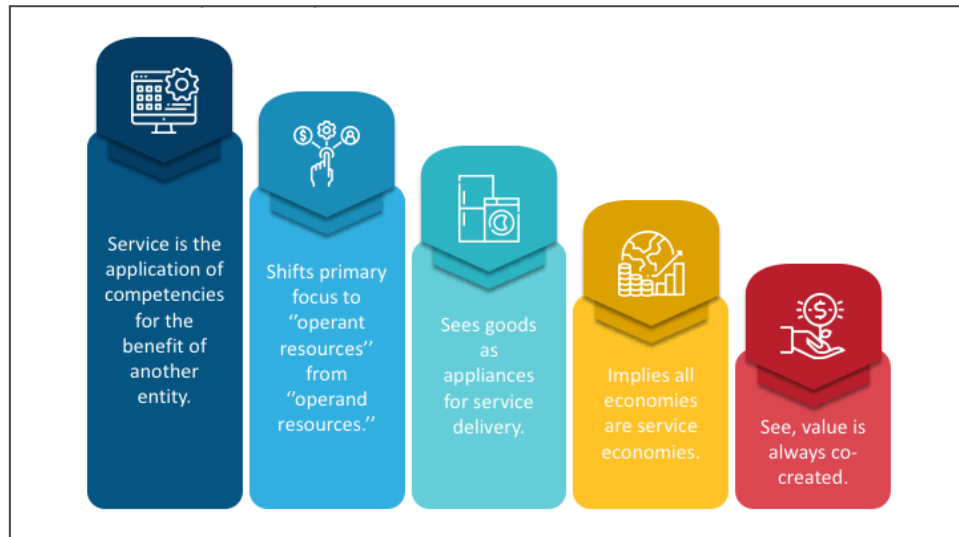 Service is the
application of
competencies
for the
benefit of
another
entity.
Shifts primary
focus to
‘’operant
resources’’
from
‘’operand
resources.’’
Sees goods
as
appliances
for service
delivery.
Implies all
economies
are service
economies.
See, value is
always co-
created.